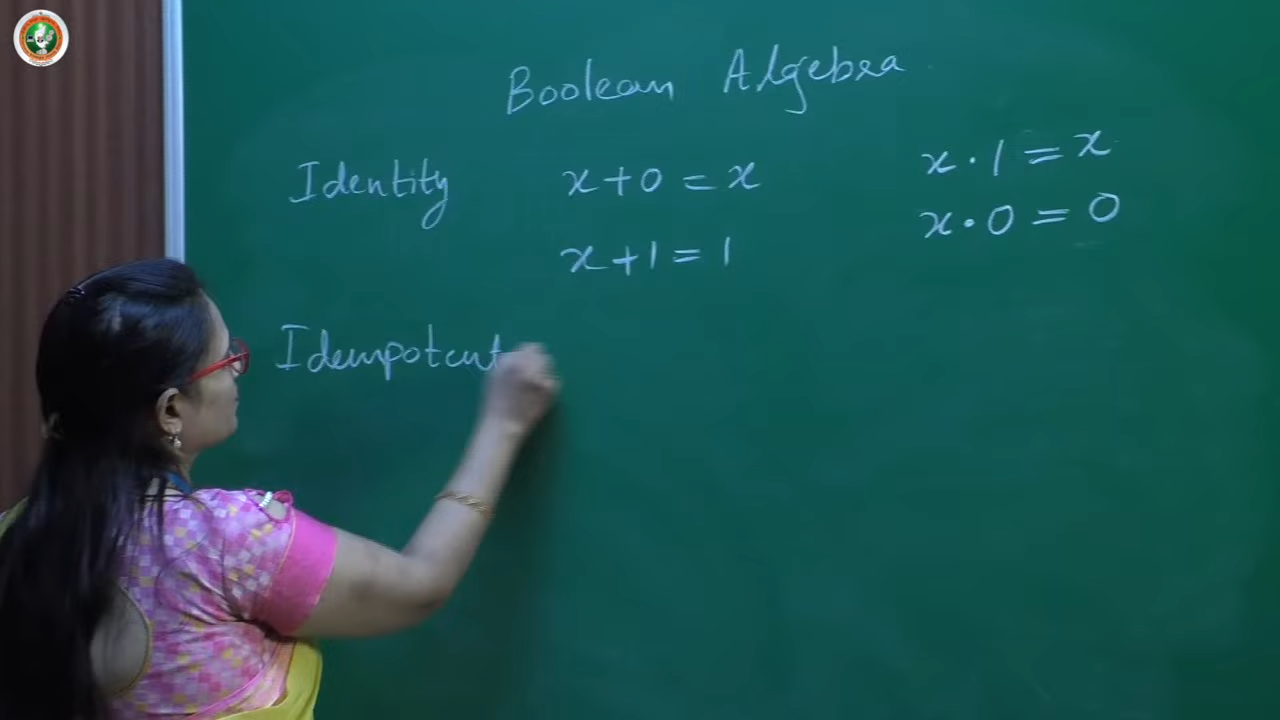 Boolean Algebra
Identity x+0=x x·1=x
x+1=1 x·0=0
Idempotent